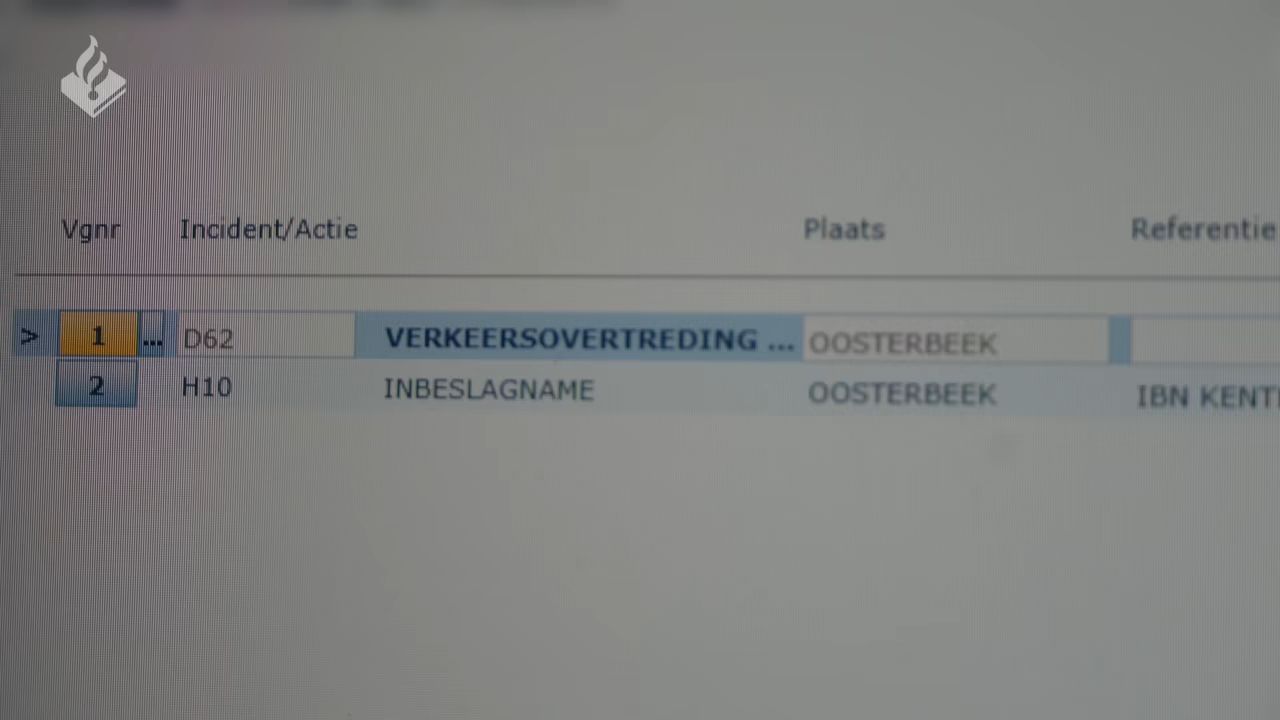 Vgnr Incident/Actie Plaats Referentie
> 1 ... D62 VERKEERSOVERTREDING ... OOSTERBEEK
2 H10 INBESLAGNAME OOSTERBEEK IBN KENT